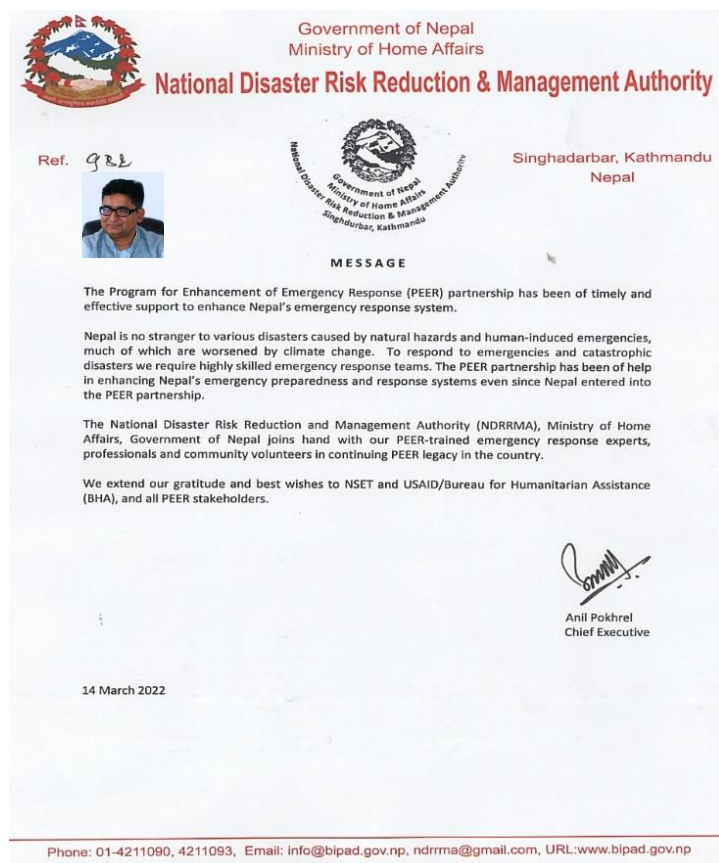 Government of Nepal
Ministry of Home Affairs
National Disaster Risk Reduction & Management Authority
Ref.
Singhadarbar, Kathmandu
Nepal
Government of Nepal
Ministry of Home Affairs
National Disaster Risk Reduction & Management Authority
Singhdurbar, Kathmandu
MESSAGE
The Program for Enhancement of Emergency Response (PEER) partnership has been of timely and
effective support to enhance Nepal's emergency response system.
Nepal is no stranger to various disasters caused by natural hazards and human-induced emergencies,
much of which are worsened by climate change. To respond to emergencies and catastrophic
disasters we require highly skilled emergency response teams. The PEER partnership has been of help
in enhancing Nepal's emergency preparedness and response systems even since Nepal entered into
the PEER partnership.
The National Disaster Risk Reduction and Management Authority (NDRRMA), Ministry of Home
Affairs, Government of Nepal joins hand with our PEER-trained emergency response experts,
professionals and community volunteers in continuing PEER legacy in the country.
We extend our gratitude and best wishes to NSET and USAID/Bureau for Humanitarian Assistance
(BHA), and all PEER stakeholders.
Anil Pokhrel
Chief Executive
14 March 2022
Phone: 01-4211090, 4211093, Email: info@bipad.gov.np, ndrrma@gmail.com, URL:www.bipad.gov.np